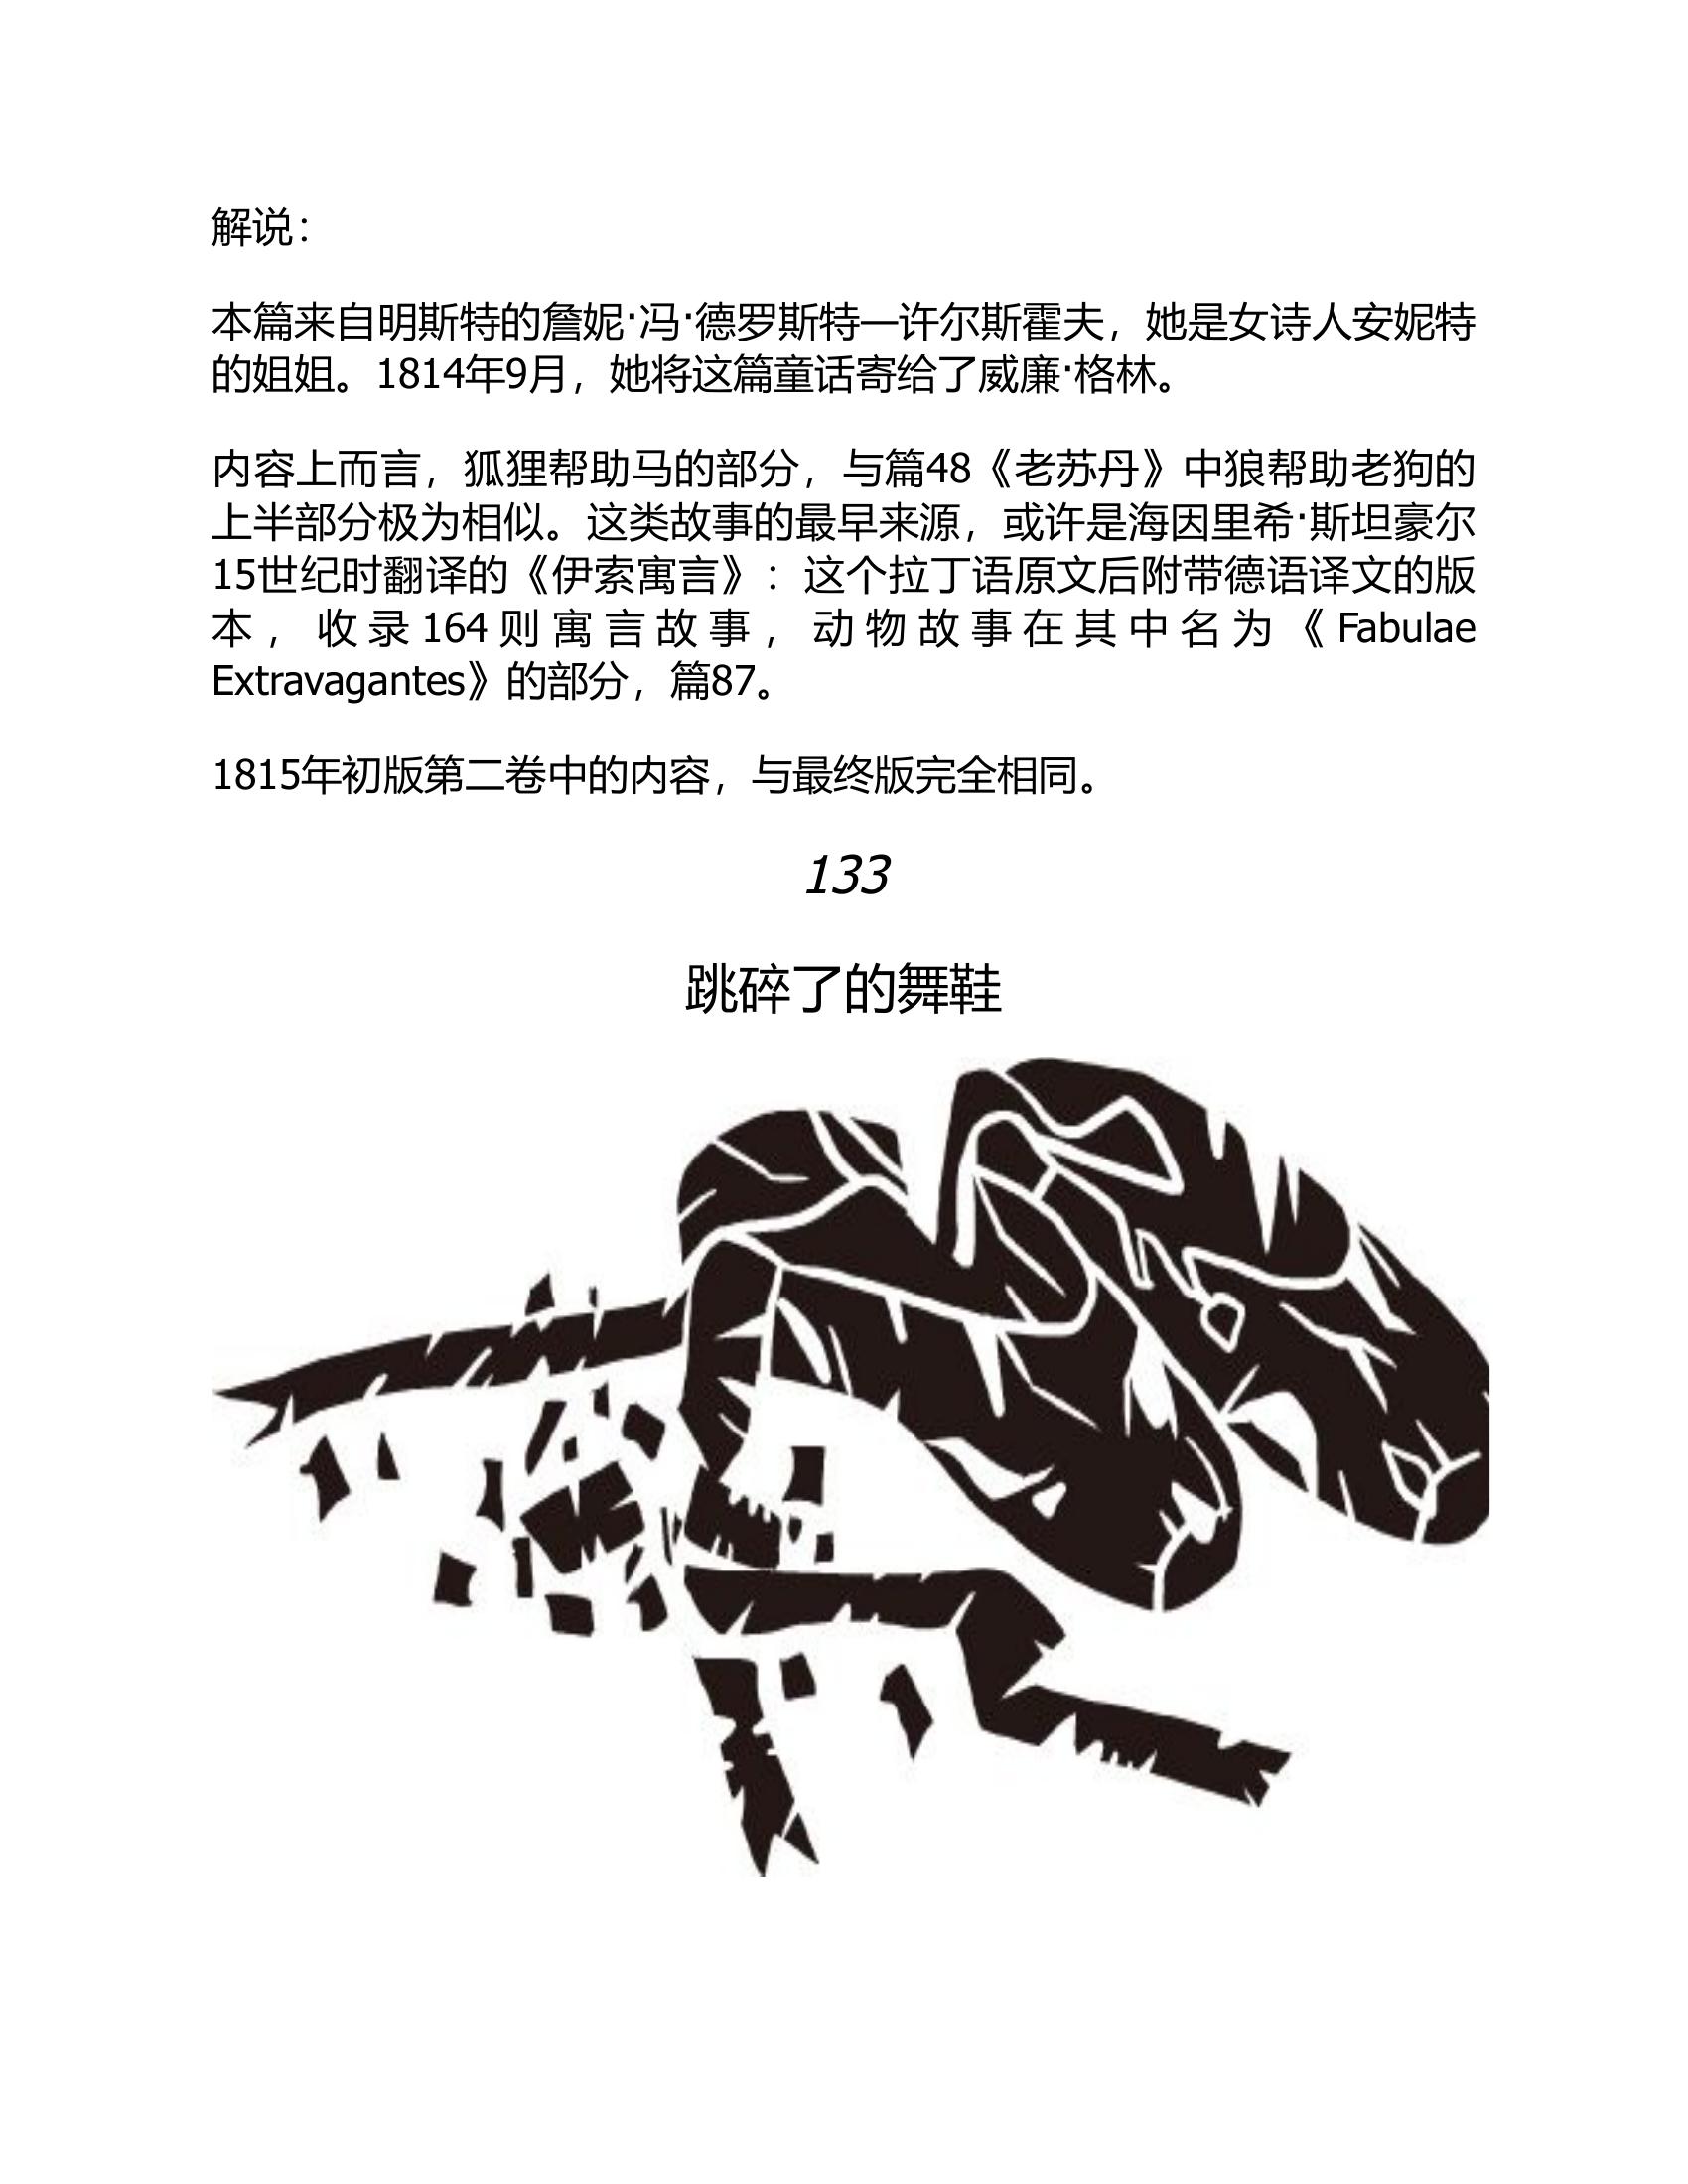 解说：
本篇来自明斯特的詹妮·冯·德罗斯特—许尔斯霍夫，她是女诗人安妮特
的姐姐。1814年9月，她将这篇童话寄给了威廉·格林。
内容上而言，狐狸帮助马的部分，与篇48《老苏丹》中狼帮助老狗的
上半部分极为相似。这类故事的最早来源，或许是海因里希·斯坦豪尔
15世纪时翻译的《伊索寓言》：这个拉丁语原文后附带德语译文的版
本，收录164则寓言故事，动物故事在其中名为《Fabulae
Extravagantes》的部分，篇87。
1815年初版第二卷中的内容，与最终版完全相同。
133
跳碎了的舞鞋